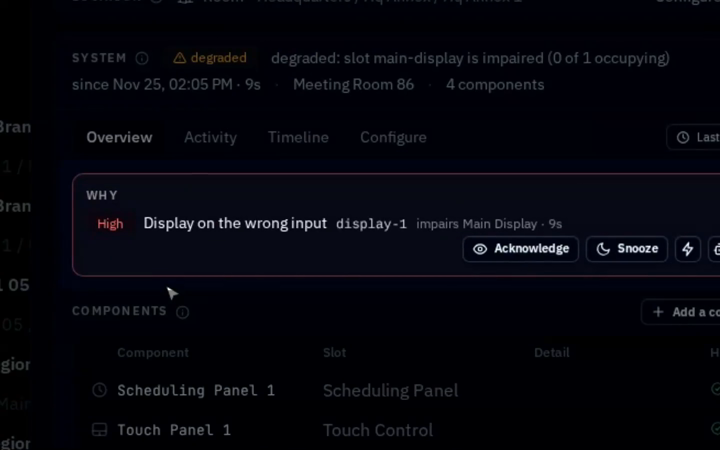 SYSTEM degraded degraded: slot main-display is impaired (0 of 1 occupying)
since Nov 25, 02:05 PM · 9s · Meeting Room 86 · 4 components
Overview Activity Timeline Configure Last
WHY
High Display on the wrong input display-1 impairs Main Display · 9s
Acknowledge Snooze
COMPONENTS + Add a co
Component Slot Detail H
Scheduling Panel 1 Scheduling Panel
Touch Panel 1 Touch Control